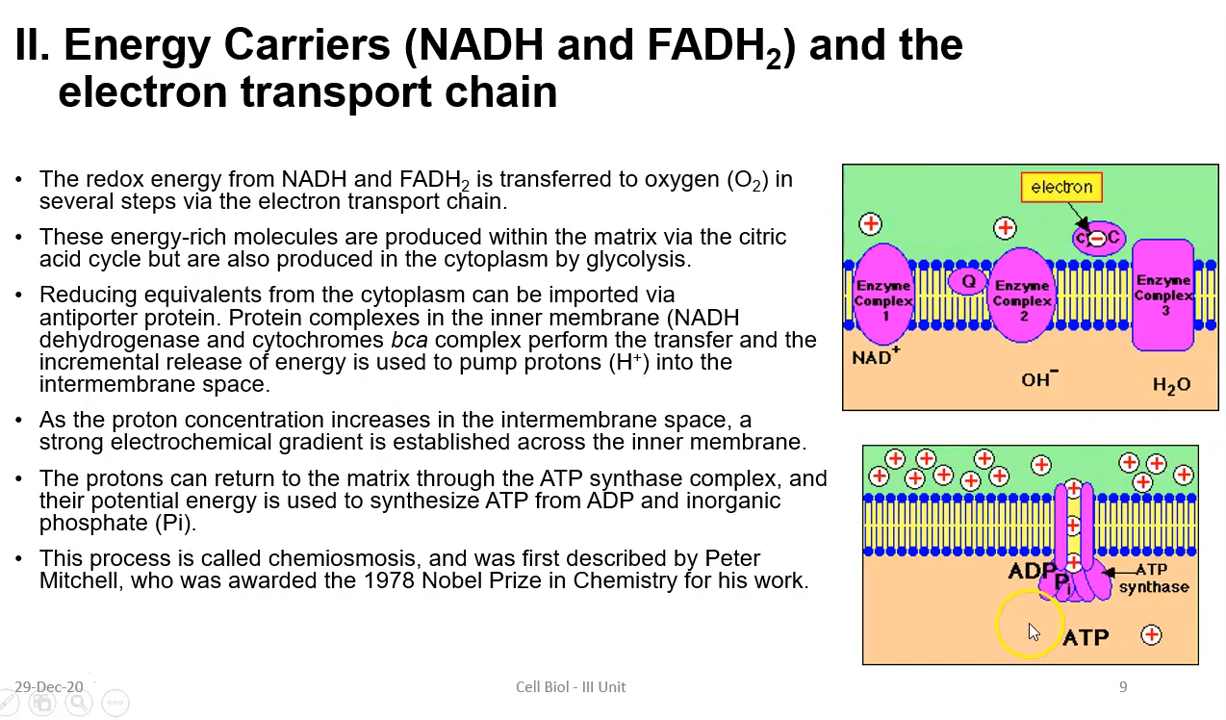 II. Energy Carriers (NADH and FADH₂) and the
electron transport chain
• The redox energy from NADH and FADH₂ is transferred to oxygen (O₂) in
several steps via the electron transport chain.
• These energy-rich molecules are produced within the matrix via the citric
acid cycle but are also produced in the cytoplasm by glycolysis.
• Reducing equivalents from the cytoplasm can be imported via
antiporter protein. Protein complexes in the inner membrane (NADH
dehydrogenase and cytochromes bca complex perform the transfer and the
incremental release of energy is used to pump protons (H⁺) into the
intermembrane space.
• As the proton concentration increases in the intermembrane space, a
strong electrochemical gradient is established across the inner membrane.
• The protons can return to the matrix through the ATP synthase complex, and
their potential energy is used to synthesize ATP from ADP and inorganic
phosphate (Pi).
• This process is called chemiosmosis, and was first described by Peter
Mitchell, who was awarded the 1978 Nobel Prize in Chemistry for his work.
electron
+
+
C
−
Enzyme
Complex
1
Q
Enzyme
Complex
2
Enzyme
Complex
3
NAD⁺
OH⁻
H₂O
+ + + + + + + + + + + +
+
+
+
ADP
Pi
ATP
synthase
ATP
+
29-Dec-20
Cell Biol - III Unit
9